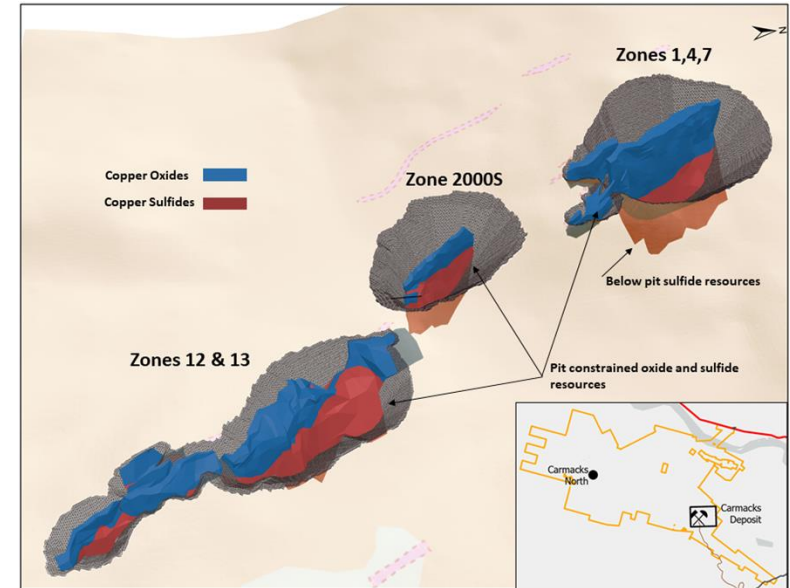 N
Zones 1,4,7
Copper Oxides
Copper Sulfides
Zone 2000S
Below pit sulfide resources
Zones 12 & 13
Pit constrained oxide and sulfide
resources
Carmacks
North
Carmacks
Deposit